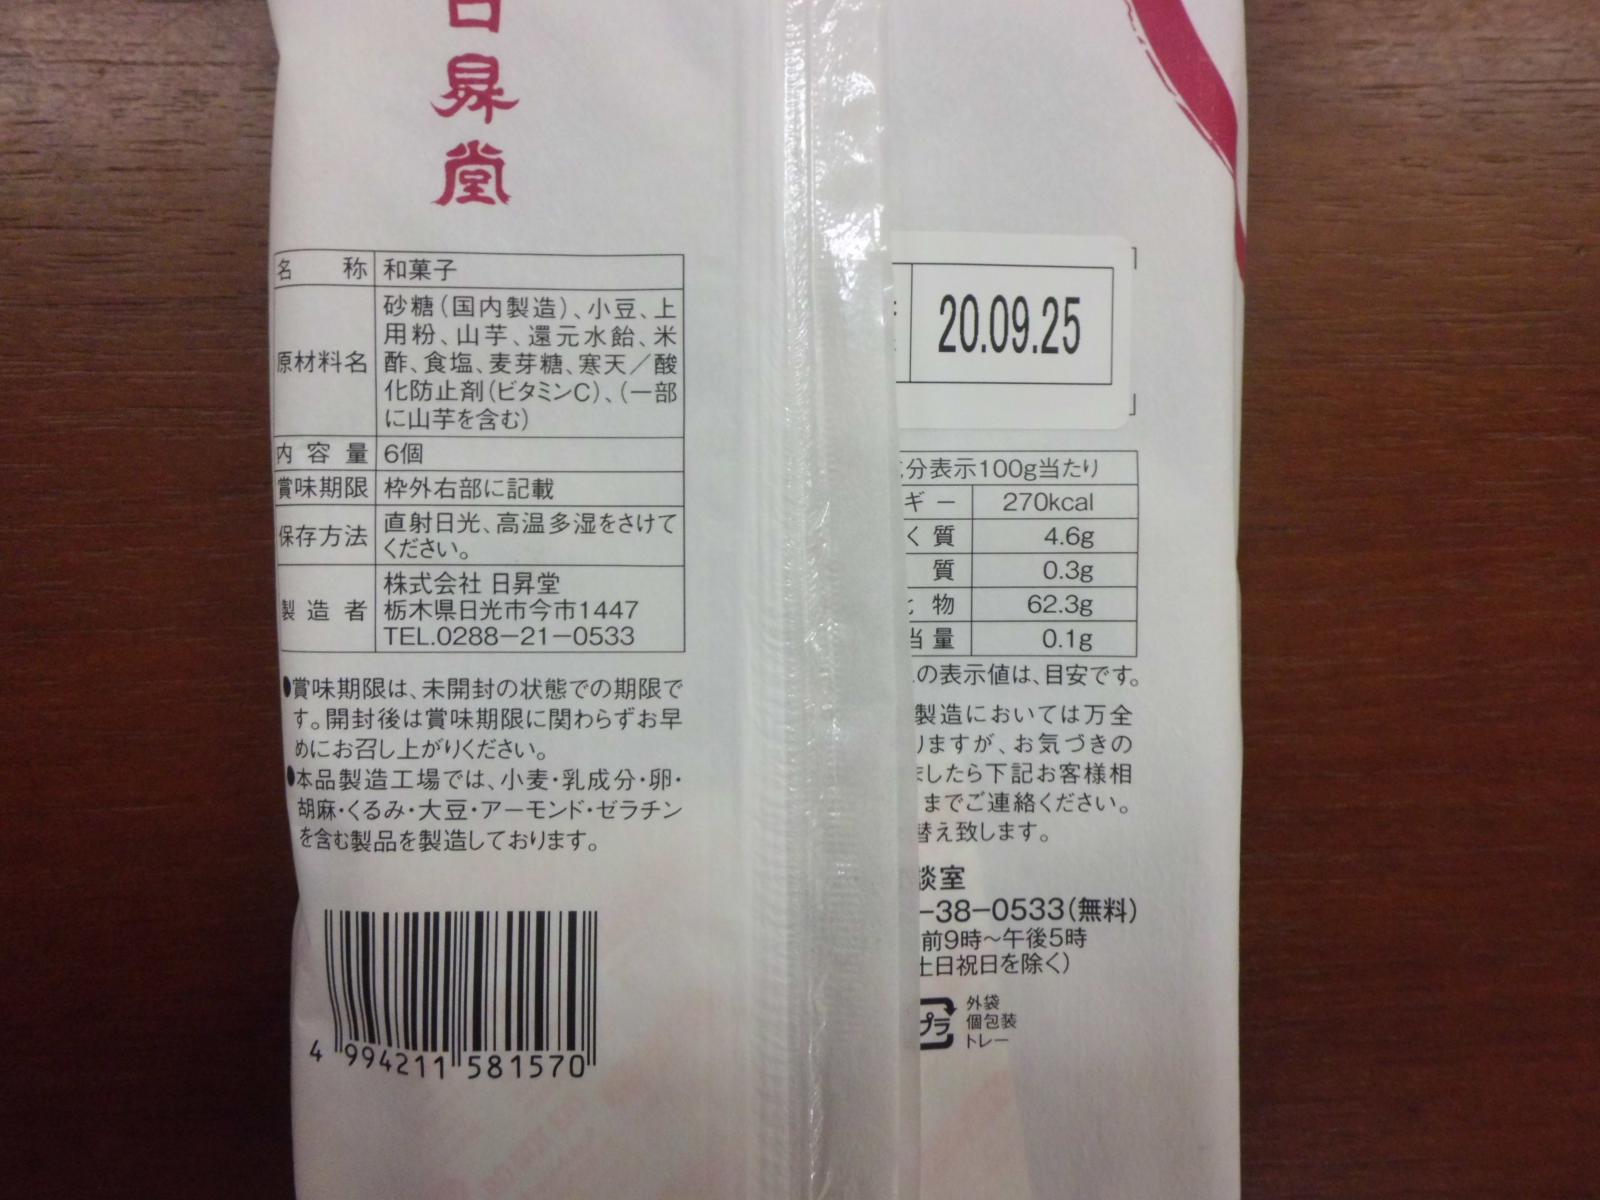 日昇堂
名 称 和菓子
原材料名 砂糖(国内製造)、小豆、上
用粉、山芋、還元水飴、米
酢、食塩、麦芽糖、寒天／酸
化防止剤(ビタミンC)、(一部
に山芋を含む)
内容量 6個
賞味期限 枠外右部に記載
保存方法 直射日光、高温多湿をさけて
ください。
製造者 株式会社 日昇堂
栃木県日光市今市1447
TEL.0288－21－0533
●賞味期限は、未開封の状態での期限で
す。開封後は賞味期限に関わらずお早
めにお召し上がりください。
●本品製造工場では、小麦・乳成分・卵・
胡麻・くるみ・大豆・アーモンド・ゼラチン
を含む製品を製造しております。
4 994211 581570
20.09.25
分表示100g当たり
ギー 270kcal
く質 4.6g
質 0.3g
物 62.3g
当量 0.1g
の表示値は、目安です。
製造においては万全
りますが、お気づきの
ましたら下記お客様相
までご連絡ください。
替え致します。
談室
－38－0533(無料)
前9時～午後5時
土日祝日を除く)
プラ
外袋
個包装
トレー